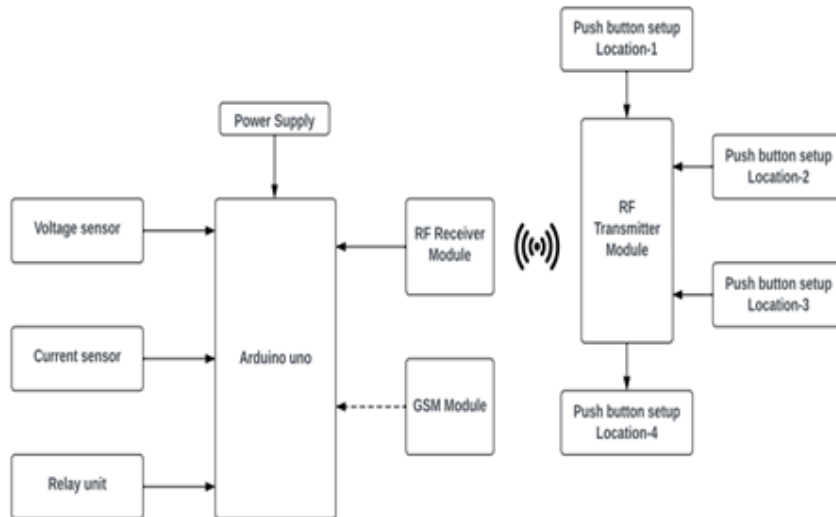 Push button setup
Location-1
Power Supply
Push button setup
Location-2
Voltage sensor
RF Receiver
Module
RF
Transmitter
Module
Push button setup
Location-3
Current sensor
Arduino uno
GSM Module
Push button setup
Location-4
Relay unit